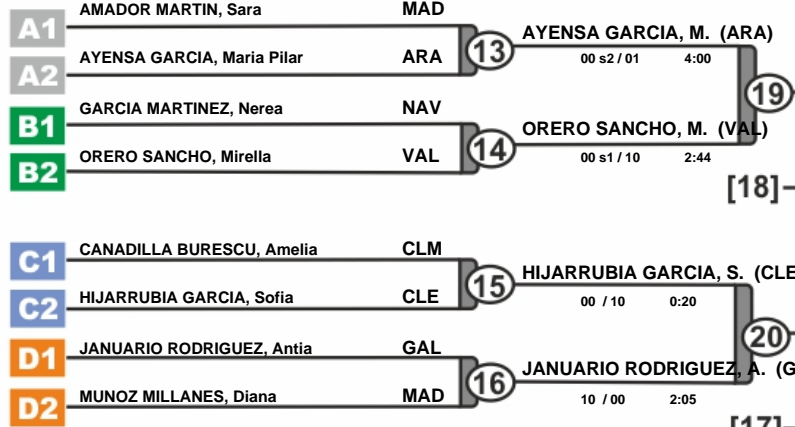 A1 AMADOR MARTIN, Sara MAD
A2 AYENSA GARCIA, Maria Pilar ARA
13 AYENSA GARCIA, M. (ARA)
00 s2 / 01 4:00
B1 GARCIA MARTINEZ, Nerea NAV
B2 ORERO SANCHO, Mirella VAL
14 ORERO SANCHO, M. (VAL)
00 s1 / 10 2:44
19
[18]
C1 CANADILLA BURESCU, Amelia CLM
C2 HIJARRUBIA GARCIA, Sofia CLE
15 HIJARRUBIA GARCIA, S. (CLE
00 / 10 0:20
D1 JANUARIO RODRIGUEZ, Antia GAL
D2 MUNOZ MILLANES, Diana MAD
16 JANUARIO RODRIGUEZ, A. (G
10 / 00 2:05
20
[17]